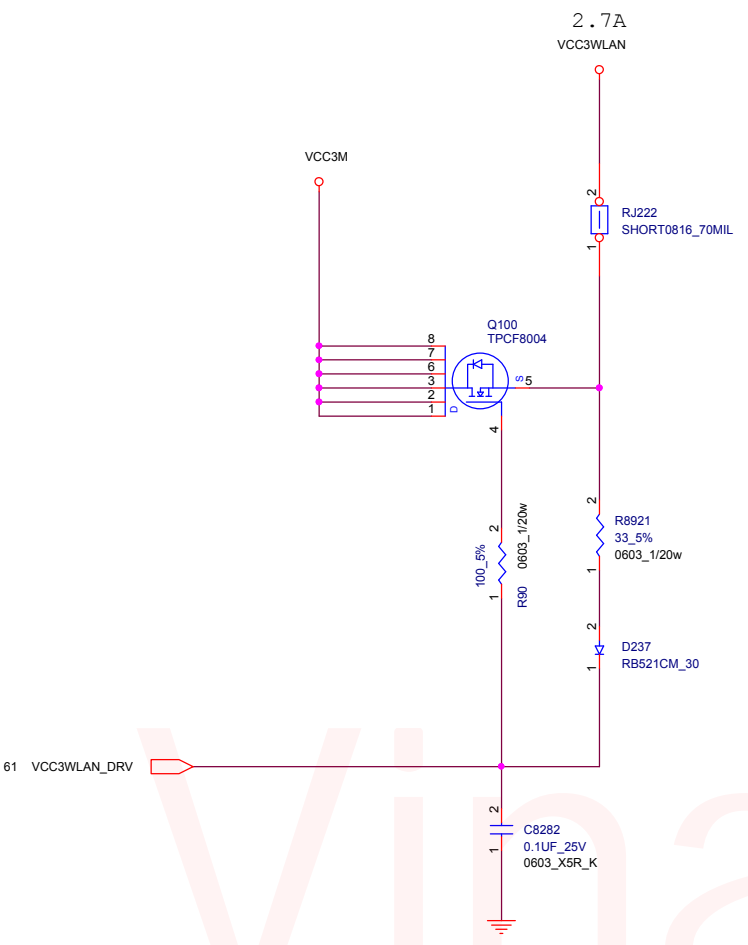 2.7A
VCC3WLAN
VCC3M
2
RJ222
SHORT0816_70MIL
1
Q100
TPCF8004
8
7
6
3
2
1
D
S
5
4
2
R8921
33_5%
0603_1/20w
1
2
100_5%
0603_1/20w
1
R90
2
D237
RB521CM_30
1
61 VCC3WLAN_DRV
2
C8282
0.1UF_25V
0603_X5R_K
1
Vina